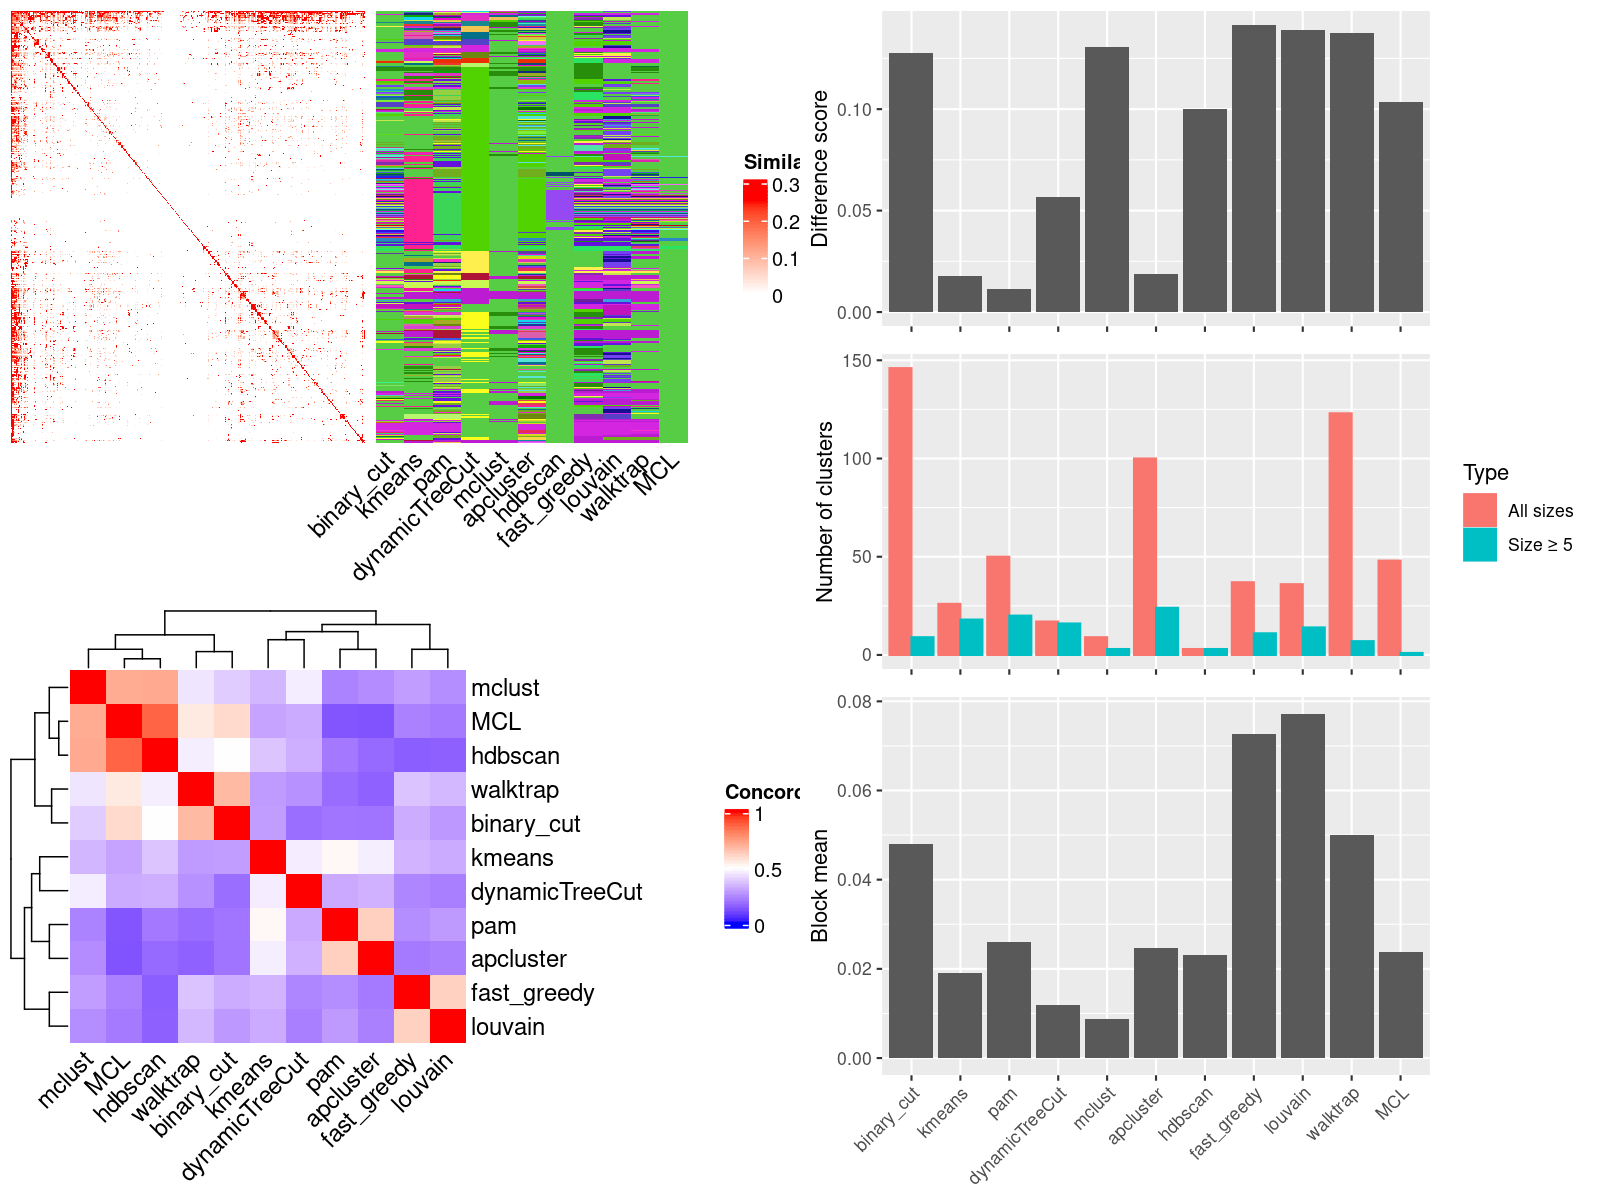 Simila
0.3
0.2
0.1
0
binary_cut
kmeans
pam
dynamicTreeCut
mclust
apcluster
hdbscan
fast_greedy
louvain
walktrap
MCL
Difference score
0.10
0.05
0.00
Number of clusters
150
100
50
0
Type
All sizes
Size ≥ 5
mclust
MCL
hdbscan
walktrap
binary_cut
kmeans
dynamicTreeCut
pam
apcluster
fast_greedy
louvain
mclust
MCL
hdbscan
walktrap
binary_cut
kmeans
dynamicTreeCut
pam
apcluster
fast_greedy
louvain
Concord
1
0.5
0
Block mean
0.08
0.06
0.04
0.02
0.00
binary_cut
kmeans
pam
dynamicTreeCut
mclust
apcluster
hdbscan
fast_greedy
louvain
walktrap
MCL